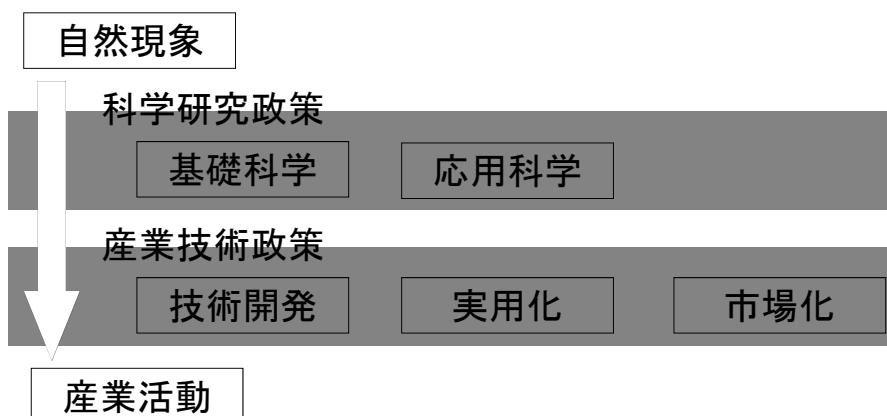 自然現象
科学研究政策
基礎科学 応用科学
産業技術政策
技術開発 実用化 市場化
産業活動